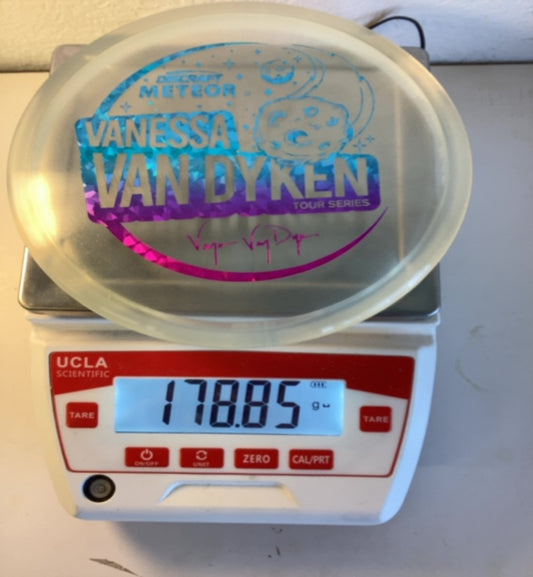 DISCRAFT
METEOR
VANESSA
VAN DYKEN
TOUR SERIES
UCLA
SCIENTIFIC
178.85 g
TARE
TARE
ON/OFF
UNIT
ZERO
CAL/PRT